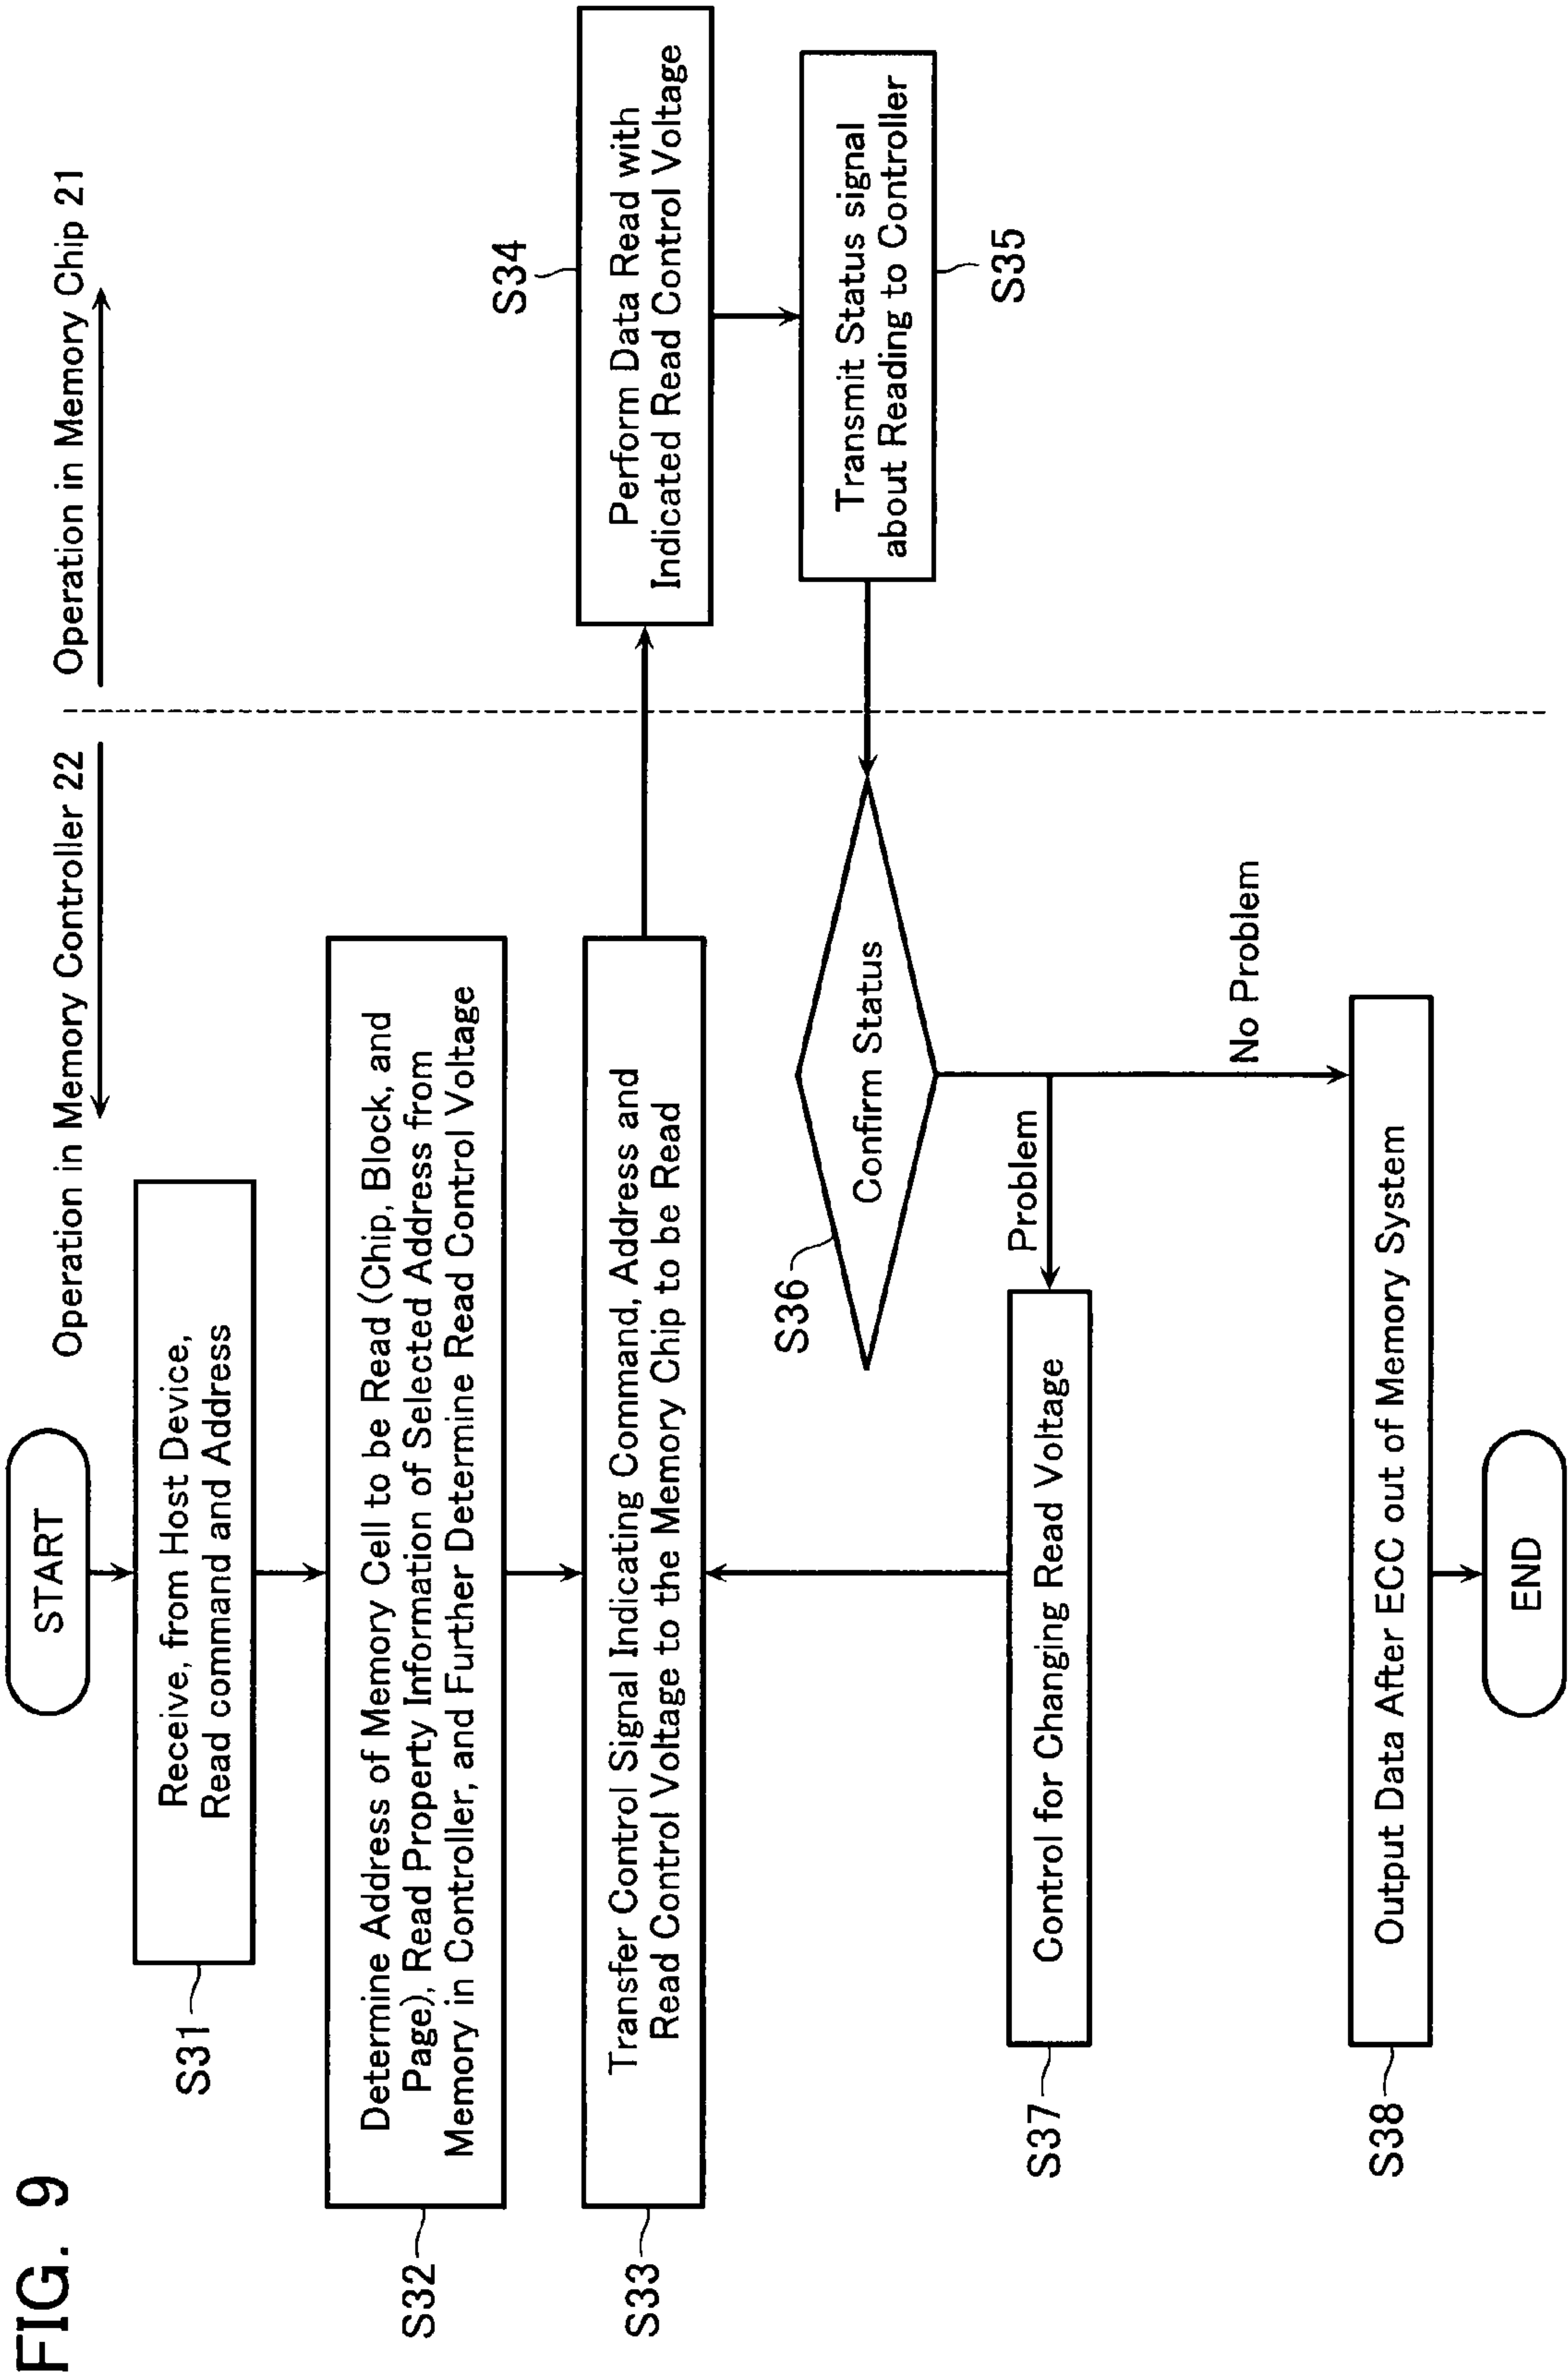 FIG. 9
Operation in Memory Controller 22
Operation in Memory Chip 21
START
Receive, from Host Device,
Read command and Address
S31
Determine Address of Memory Cell to be Read (Chip, Block, and
Page), Read Property Information of Selected Address from
Memory in Controller, and Further Determine Read Control Voltage
S32
Transfer Control Signal Indicating Command, Address and
Read Control Voltage to the Memory Chip to be Read
S33
S34
Perform Data Read with
Indicated Read Control Voltage
Transmit Status signal
about Reading to Controller
S35
S36
Confirm Status
Problem
No Problem
Control for Changing Read Voltage
S37
Output Data After ECC out of Memory System
S38
END